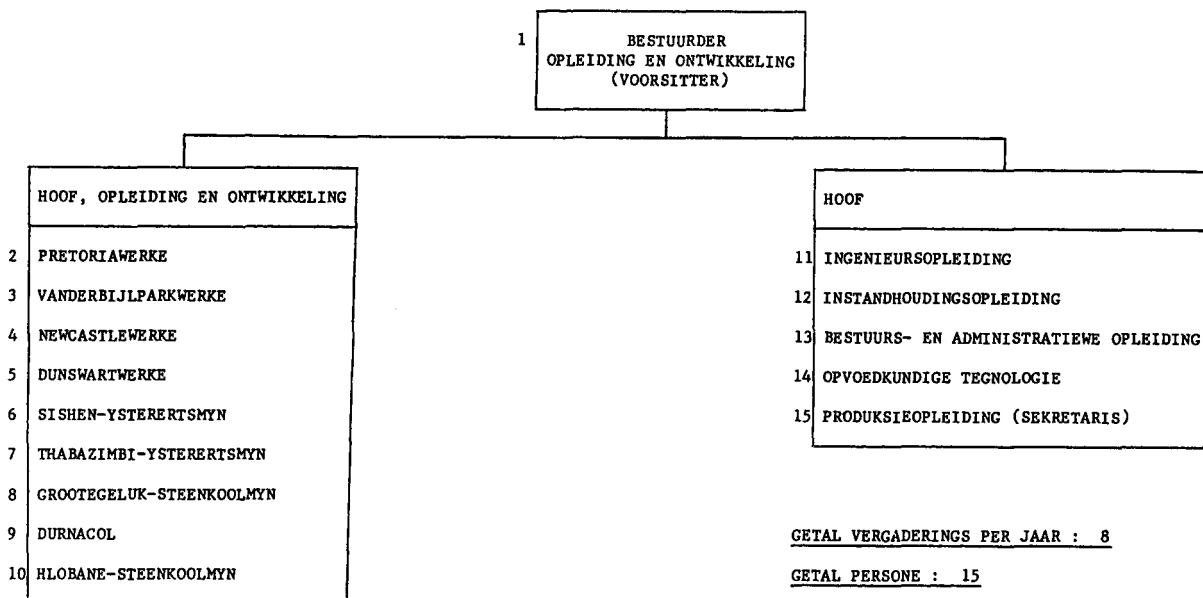 1 BESTUURDER
OPLEIDING EN ONTWIKKELING
(VOORSITTER)
HOOF, OPLEIDING EN ONTWIKKELING
2 PRETORIAWERKE
3 VANDERBIJLPARKWERKE
4 NEWCASTLEWERKE
5 DUNSWARTWERKE
6 SISHEN-YSTERERTSMYN
7 THABAZIMBI-YSTERERTSMYN
8 GROOTEGELUK-STEENKOOLMYN
9 DURNACOL
10 HLOBANE-STEENKOOLMYN
HOOF
11 INGENIEURSOPLEIDING
12 INSTANDHOUDINGSOPLEIDING
13 BESTUURS- EN ADMINISTRATIEWE OPLEIDING
14 OPVOEDKUNDIGE TEGNOLOGIE
15 PRODUKSIEOPLEIDING (SEKRETARIS)
GETAL VERGADERINGS PER JAAR : 8
GETAL PERSONE : 15